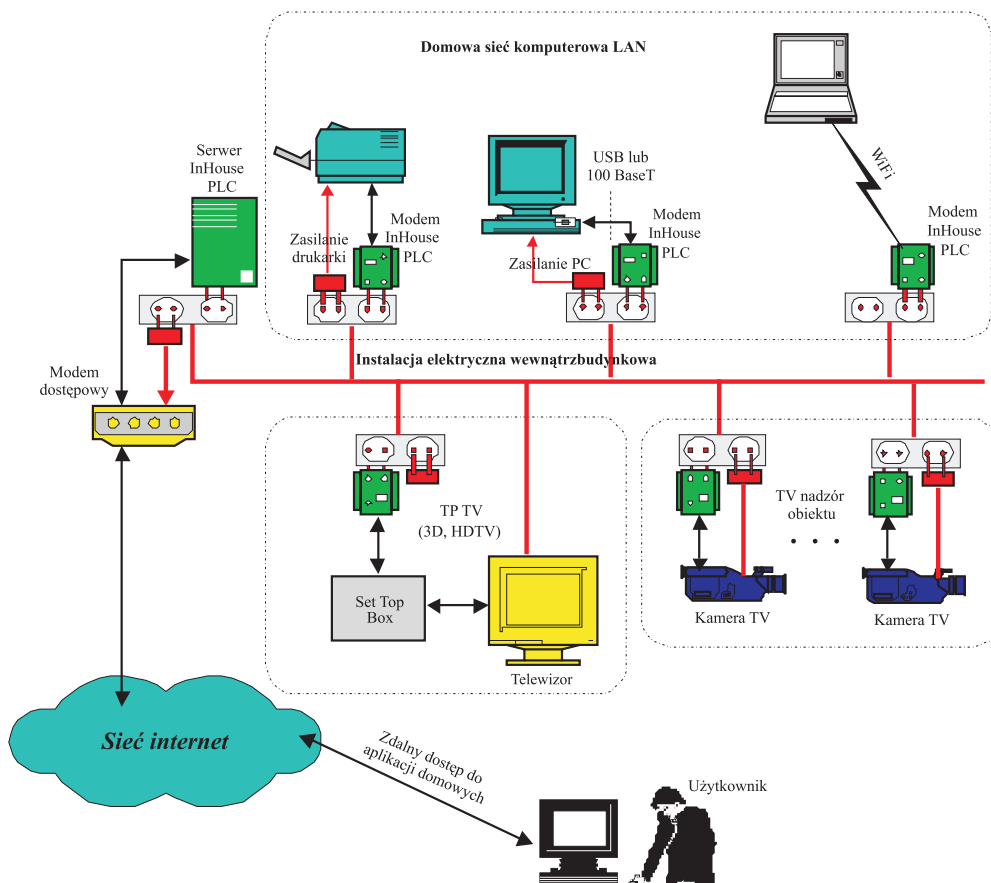 Domowa sieć komputerowa LAN
Serwer
InHouse
PLC
Zasilanie
drukarki
Modem
InHouse
PLC
USB lub
100 BaseT
Zasilanie PC
Modem
InHouse
PLC
WiFi
Modem
InHouse
PLC
Instalacja elektryczna wewnątrzbudynkowa
Modem
dostępowy
TP TV
(3D, HDTV)
Set Top
Box
Telewizor
TV nadzór
obiektu
. . .
Kamera TV
Kamera TV
Sieć internet
Zdalny dostęp do
aplikacji domowych
Użytkownik